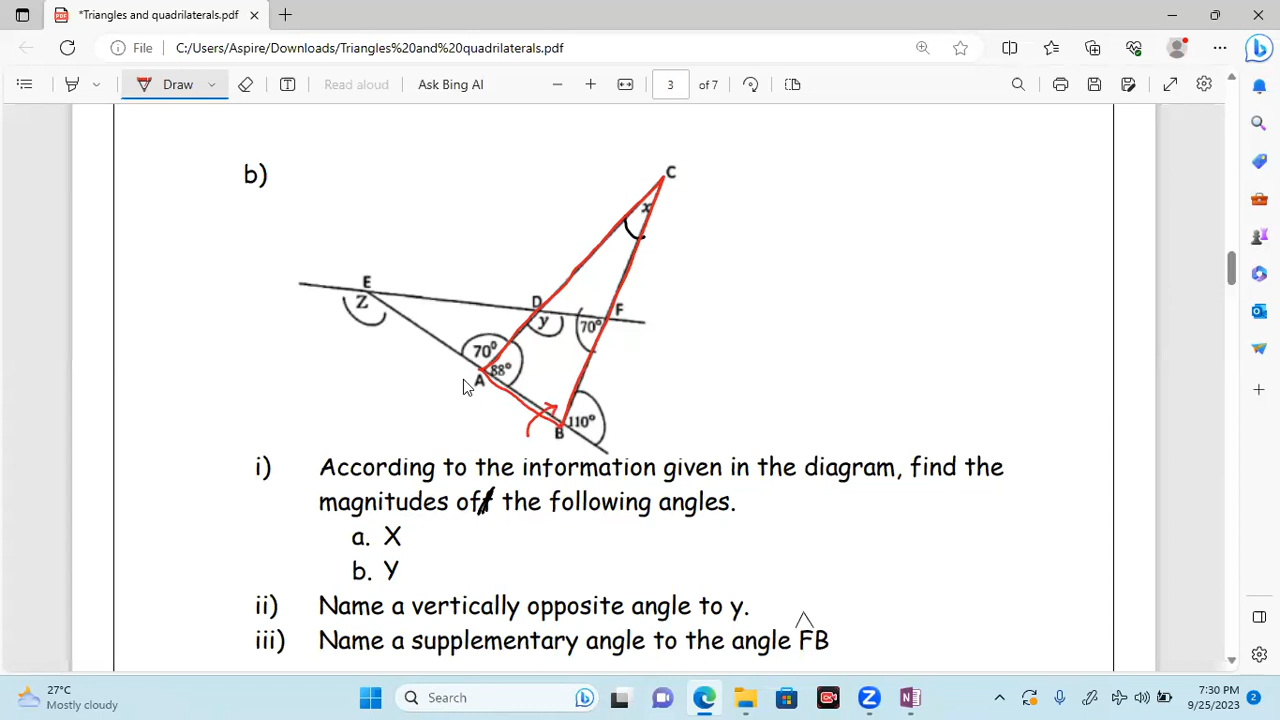 *Triangles and quadrilaterals.pdf
File
C:/Users/Aspire/Downloads/Triangles%20and%20quadrilaterals.pdf
Draw
Read aloud
Ask Bing AI
3
of 7
b)
C
x
E
Z
D
y
F
70°
70°
A
88°
B
110°
i) According to the information given in the diagram, find the
magnitudes off the following angles.
a. X
b. Y
ii) Name a vertically opposite angle to y.
iii) Name a supplementary angle to the angle F̂B
27°C
Mostly cloudy
Search
7:30 PM
9/25/2023
2